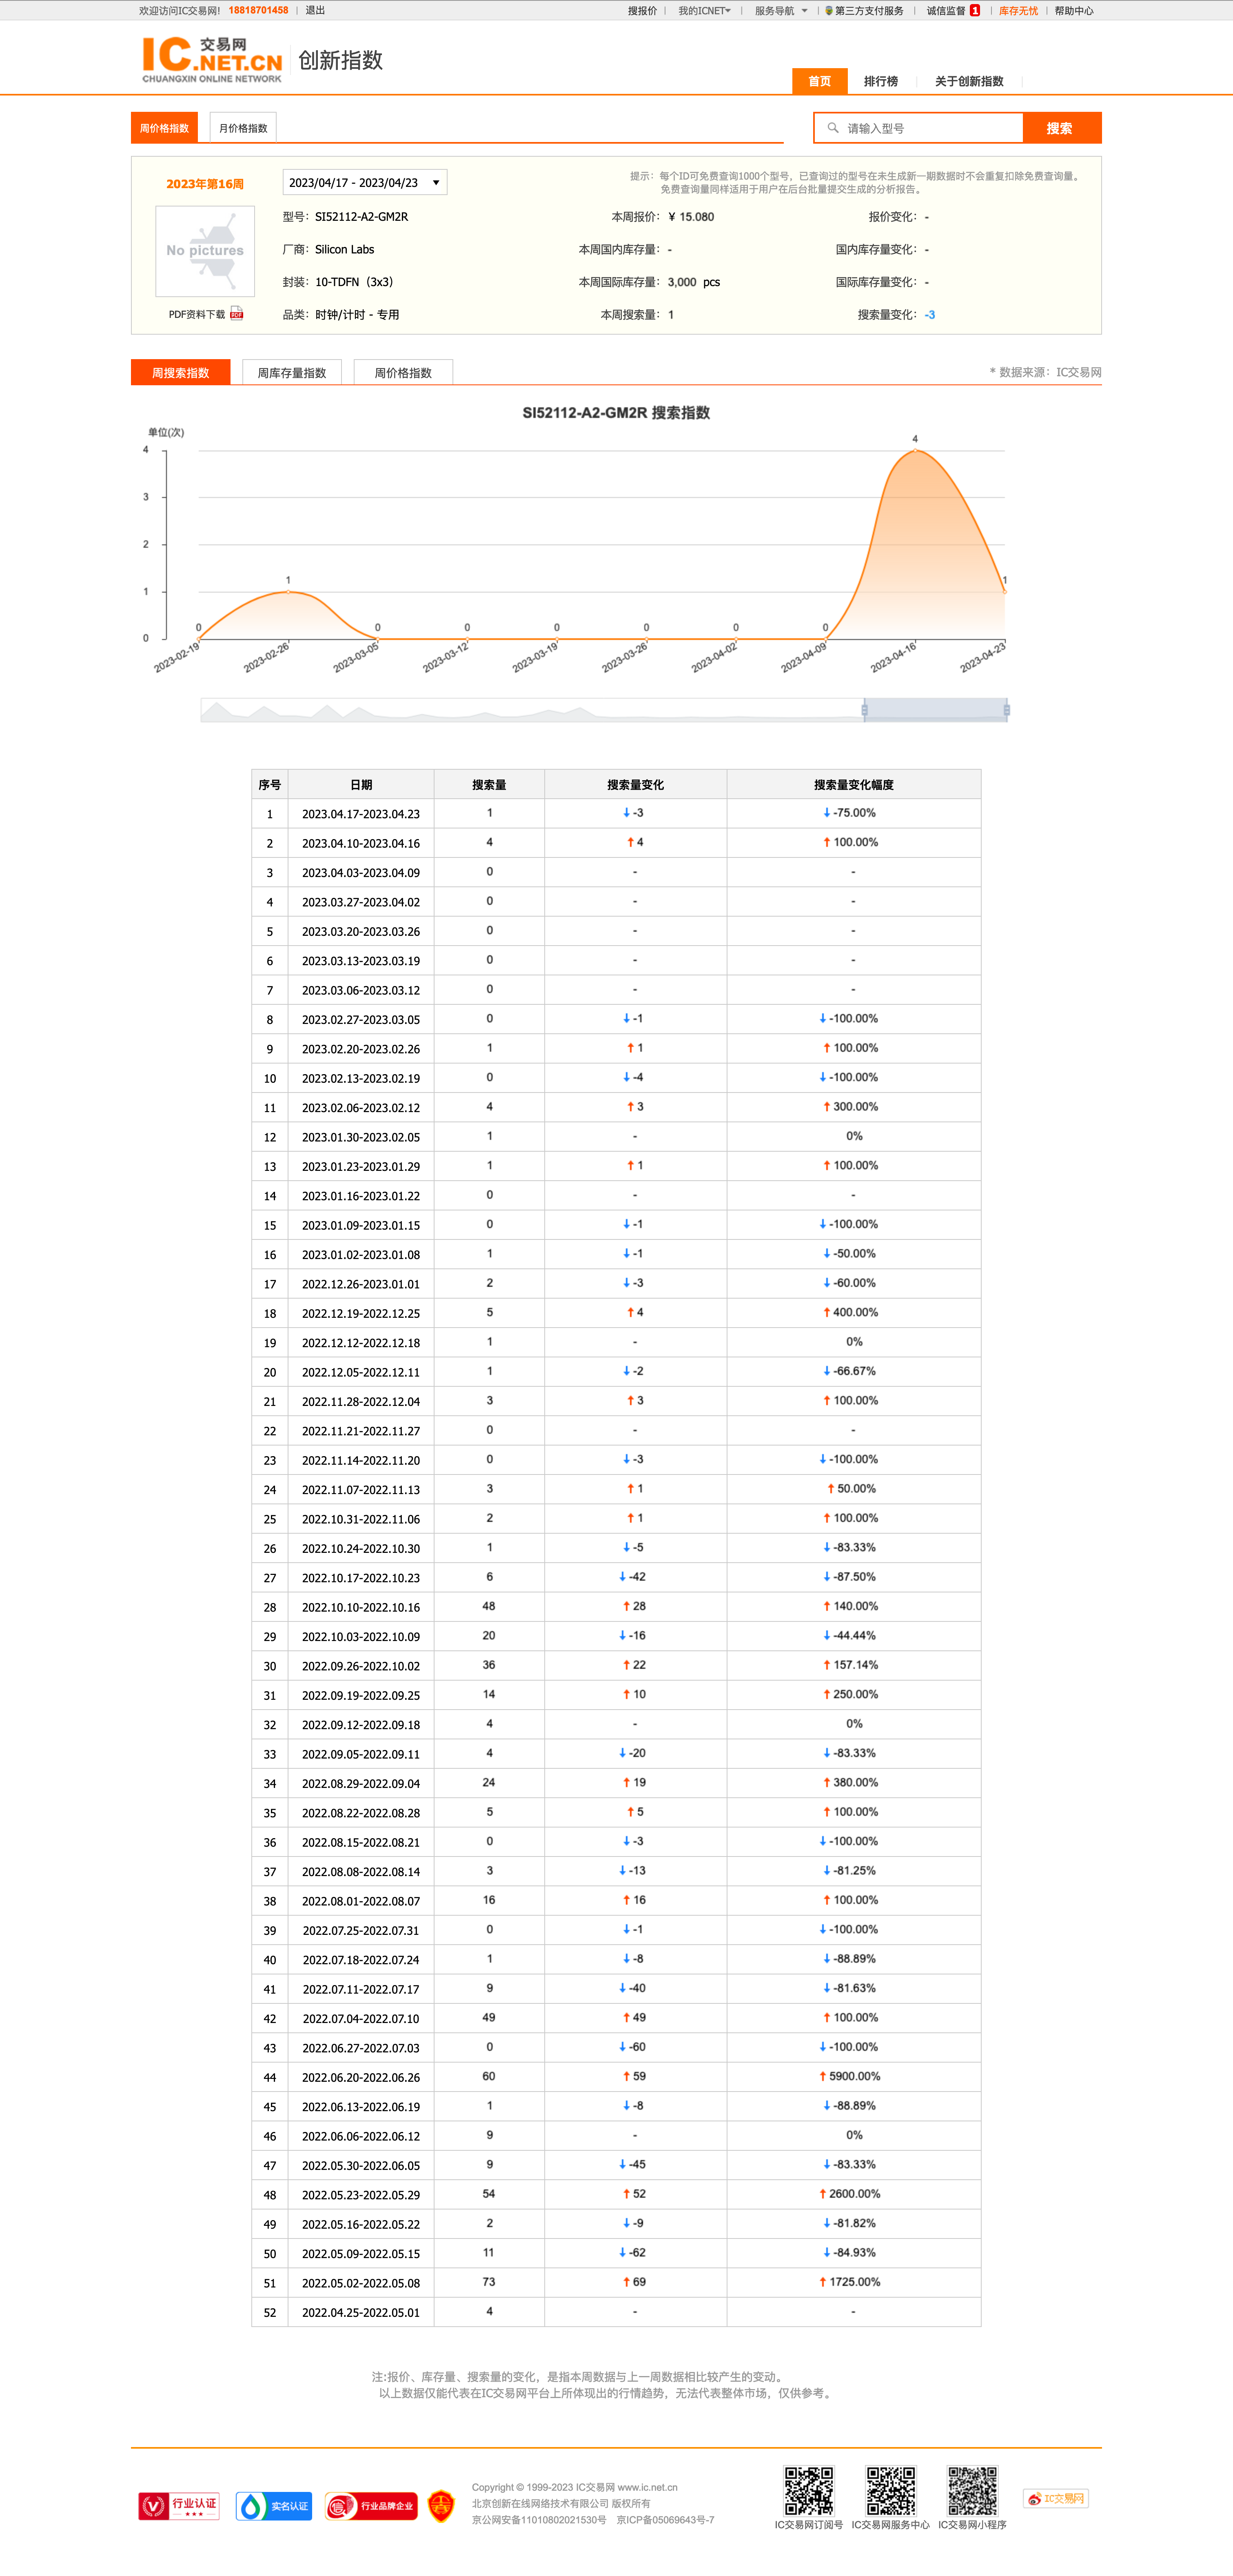 欢迎访问IC交易网! 18818701458 | 退出 搜报价 | 我的ICNET | 服务导航 | 第三方支付服务 | 诚信监督 1 | 库存无忧 | 帮助中心
IC 交易网
.NET.CN
CHUANGXIN ONLINE NETWORK
创新指数
首页 排行榜 关于创新指数
周价格指数 月价格指数 请输入型号 搜索
2023年第16周 2023/04/17 - 2023/04/23
提示：每个ID可免费查询1000个型号，已查询过的型号在未生成新一期数据时不会重复扣除免费查询量。
免费查询量同样适用于用户在后台批量提交生成的分析报告。
No pictures
PDF资料下载 PDF
型号：SI52112-A2-GM2R 本周报价：¥ 15.080 报价变化：-
厂商：Silicon Labs 本周国内库存量：- 国内库存量变化：-
封装：10-TDFN（3x3） 本周国际库存量：3,000 pcs 国际库存量变化：-
品类：时钟/计时 - 专用 本周搜索量：1 搜索量变化：-3
周搜索指数 周库存量指数 周价格指数 * 数据来源：IC交易网
SI52112-A2-GM2R 搜索指数
单位(次)
4
3
2
1
0
0 1 0 0 0 0 0 0 4 1
2023-02-19 2023-02-26 2023-03-05 2023-03-12 2023-03-19 2023-03-26 2023-04-02 2023-04-09 2023-04-16 2023-04-23
序号 日期 搜索量 搜索量变化 搜索量变化幅度
1 2023.04.17-2023.04.23 1 ↓-3 ↓-75.00%
2 2023.04.10-2023.04.16 4 ↑4 ↑100.00%
3 2023.04.03-2023.04.09 0 - -
4 2023.03.27-2023.04.02 0 - -
5 2023.03.20-2023.03.26 0 - -
6 2023.03.13-2023.03.19 0 - -
7 2023.03.06-2023.03.12 0 - -
8 2023.02.27-2023.03.05 0 ↓-1 ↓-100.00%
9 2023.02.20-2023.02.26 1 ↑1 ↑100.00%
10 2023.02.13-2023.02.19 0 ↓-4 ↓-100.00%
11 2023.02.06-2023.02.12 4 ↑3 ↑300.00%
12 2023.01.30-2023.02.05 1 - 0%
13 2023.01.23-2023.01.29 1 ↑1 ↑100.00%
14 2023.01.16-2023.01.22 0 - -
15 2023.01.09-2023.01.15 0 ↓-1 ↓-100.00%
16 2023.01.02-2023.01.08 1 ↓-1 ↓-50.00%
17 2022.12.26-2023.01.01 2 ↓-3 ↓-60.00%
18 2022.12.19-2022.12.25 5 ↑4 ↑400.00%
19 2022.12.12-2022.12.18 1 - 0%
20 2022.12.05-2022.12.11 1 ↓-2 ↓-66.67%
21 2022.11.28-2022.12.04 3 ↑3 ↑100.00%
22 2022.11.21-2022.11.27 0 - -
23 2022.11.14-2022.11.20 0 ↓-3 ↓-100.00%
24 2022.11.07-2022.11.13 3 ↑1 ↑50.00%
25 2022.10.31-2022.11.06 2 ↑1 ↑100.00%
26 2022.10.24-2022.10.30 1 ↓-5 ↓-83.33%
27 2022.10.17-2022.10.23 6 ↓-42 ↓-87.50%
28 2022.10.10-2022.10.16 48 ↑28 ↑140.00%
29 2022.10.03-2022.10.09 20 ↓-16 ↓-44.44%
30 2022.09.26-2022.10.02 36 ↑22 ↑157.14%
31 2022.09.19-2022.09.25 14 ↑10 ↑250.00%
32 2022.09.12-2022.09.18 4 - 0%
33 2022.09.05-2022.09.11 4 ↓-20 ↓-83.33%
34 2022.08.29-2022.09.04 24 ↑19 ↑380.00%
35 2022.08.22-2022.08.28 5 ↑5 ↑100.00%
36 2022.08.15-2022.08.21 0 ↓-3 ↓-100.00%
37 2022.08.08-2022.08.14 3 ↓-13 ↓-81.25%
38 2022.08.01-2022.08.07 16 ↑16 ↑100.00%
39 2022.07.25-2022.07.31 0 ↓-1 ↓-100.00%
40 2022.07.18-2022.07.24 1 ↓-8 ↓-88.89%
41 2022.07.11-2022.07.17 9 ↓-40 ↓-81.63%
42 2022.07.04-2022.07.10 49 ↑49 ↑100.00%
43 2022.06.27-2022.07.03 0 ↓-60 ↓-100.00%
44 2022.06.20-2022.06.26 60 ↑59 ↑5900.00%
45 2022.06.13-2022.06.19 1 ↓-8 ↓-88.89%
46 2022.06.06-2022.06.12 9 - 0%
47 2022.05.30-2022.06.05 9 ↓-45 ↓-83.33%
48 2022.05.23-2022.05.29 54 ↑52 ↑2600.00%
49 2022.05.16-2022.05.22 2 ↓-9 ↓-81.82%
50 2022.05.09-2022.05.15 11 ↓-62 ↓-84.93%
51 2022.05.02-2022.05.08 73 ↑69 ↑1725.00%
52 2022.04.25-2022.05.01 4 - -
注:报价、库存量、搜索量的变化，是指本周数据与上一周数据相比较产生的变动。
以上数据仅能代表在IC交易网平台上所体现出的行情趋势，无法代表整体市场，仅供参考。
行业认证 实名认证 行业品牌企业
Copyright © 1999-2023 IC交易网 www.ic.net.cn
北京创新在线网络技术有限公司 版权所有
京公网安备11010802021530号 京ICP备05069643号-7
IC交易网订阅号 IC交易网服务中心 IC交易网小程序
IC交易网